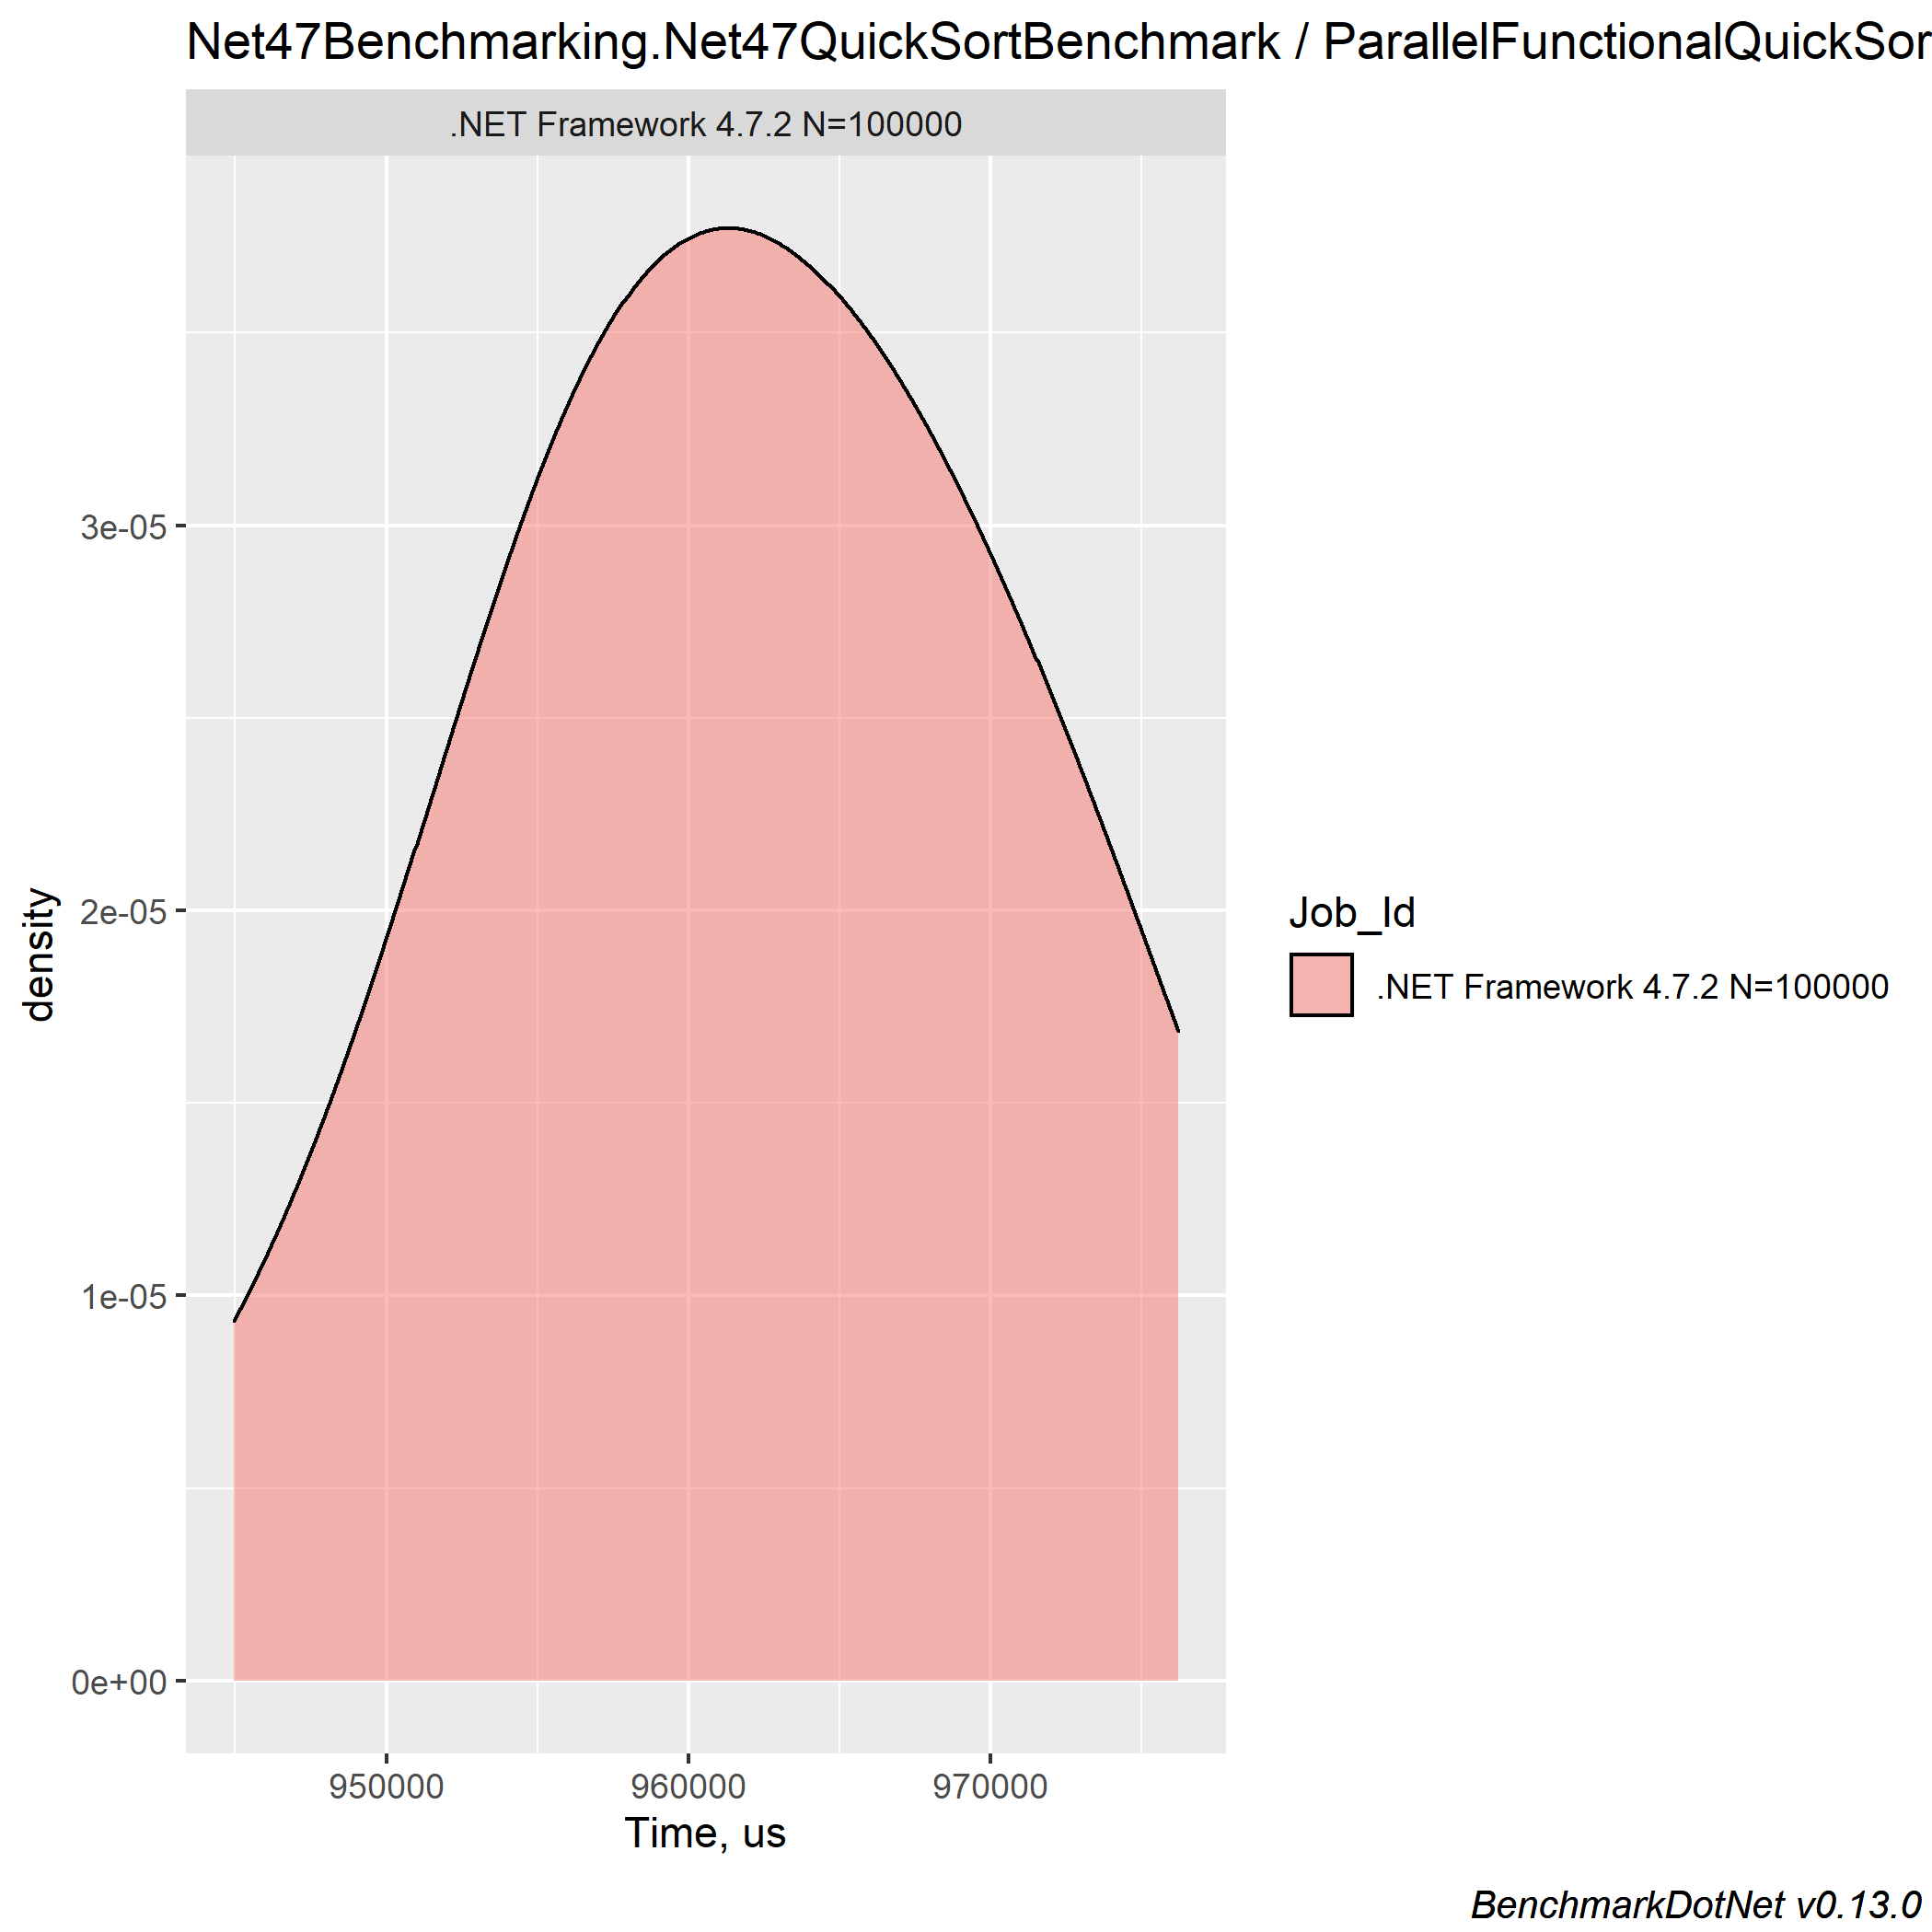 Net47Benchmarking.Net47QuickSortBenchmark / ParallelFunctionalQuickSor
.NET Framework 4.7.2 N=100000
3e-05
2e-05
1e-05
0e+00
density
950000 960000 970000
Time, us
Job_Id
.NET Framework 4.7.2 N=100000
BenchmarkDotNet v0.13.0